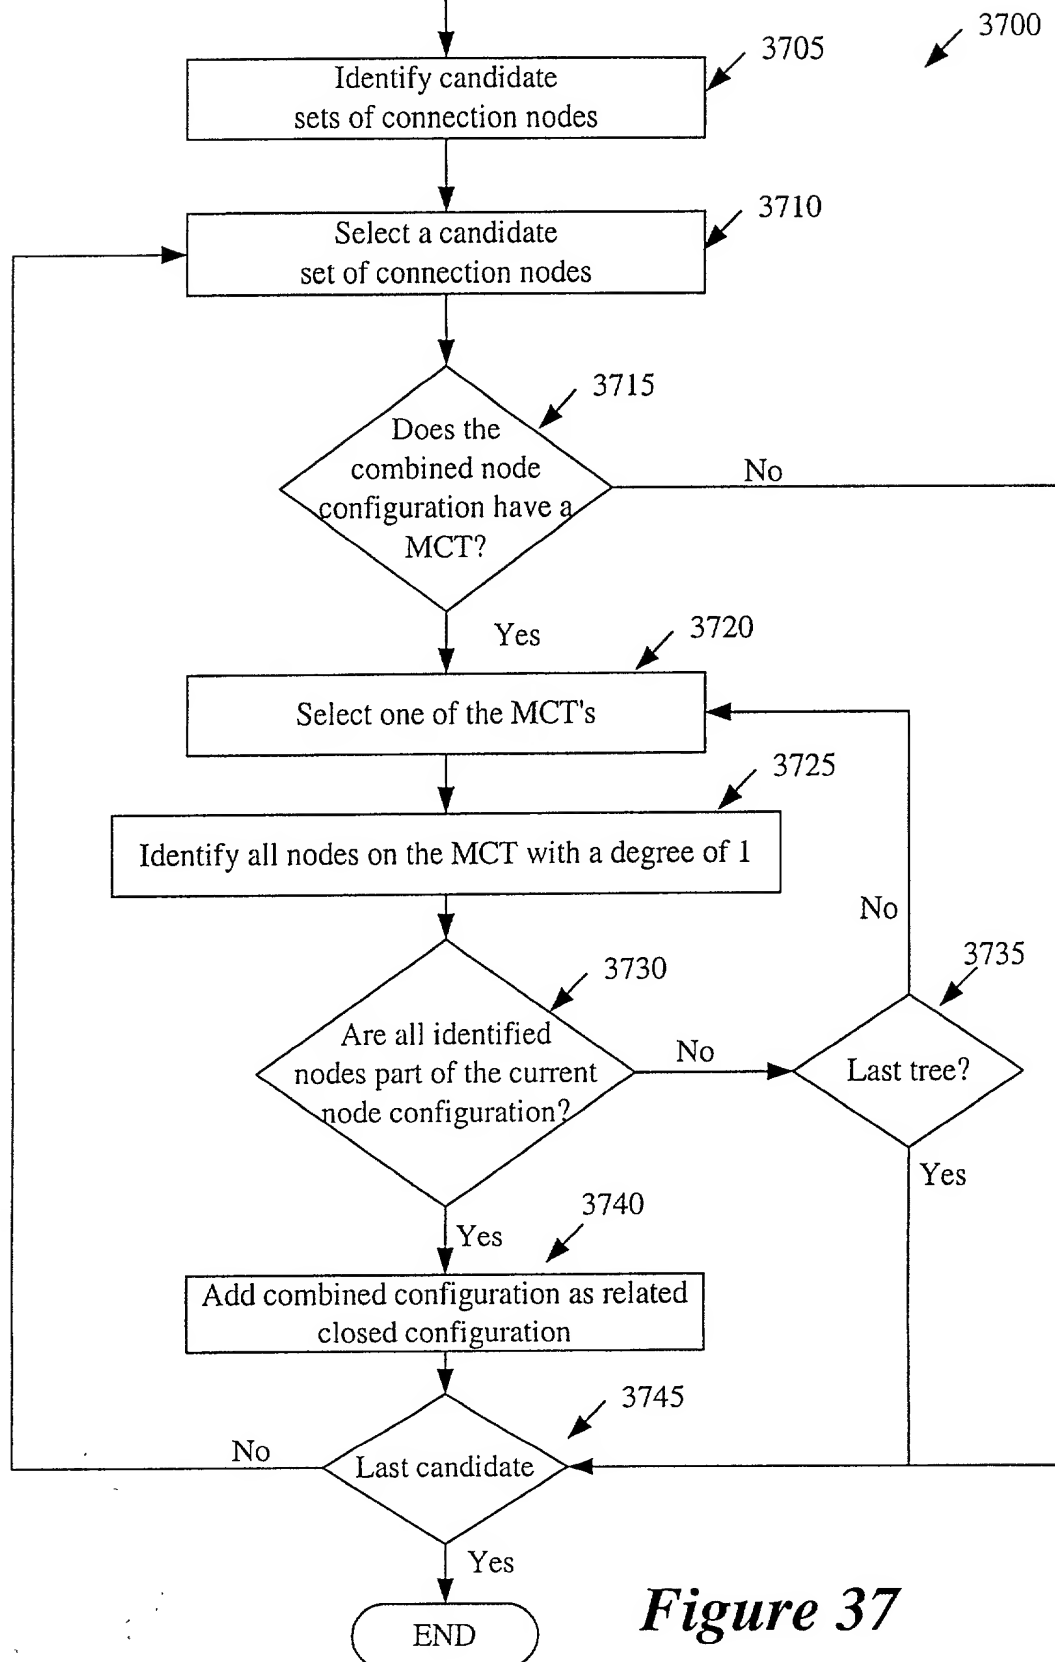 3700
3705
Identify candidate
sets of connection nodes
3710
Select a candidate
set of connection nodes
3715
Does the
combined node
configuration have a
MCT?
No
Yes
3720
Select one of the MCT's
3725
Identify all nodes on the MCT with a degree of 1
No
3730
3735
Are all identified
nodes part of the current
node configuration?
No
Last tree?
Yes
3740
Yes
Add combined configuration as related
closed configuration
3745
No
Last candidate
Yes
END
Figure 37